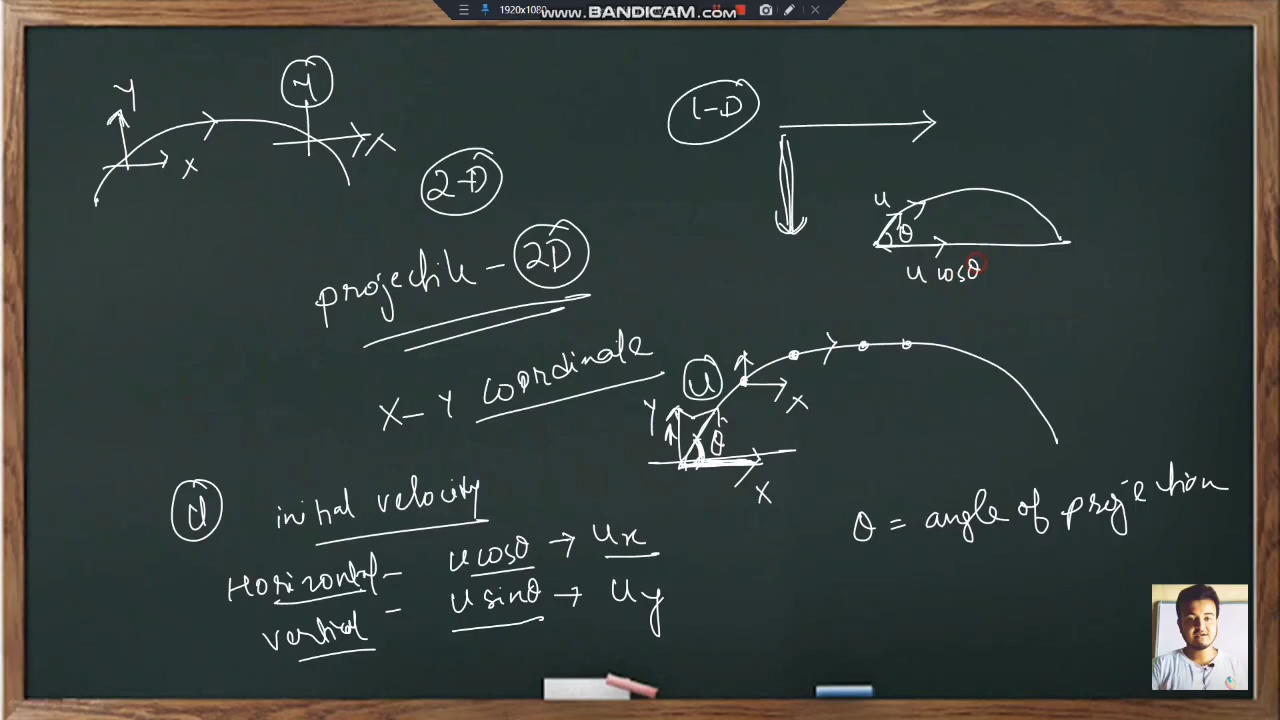 1920x1080
www.BANDICAM.com
Y
Y
X
X
1-D
2-D
u
θ
u cosθ
projectile - 2D
X-Y coordinate
u
X
Y
θ
X
u initial velocity
Horizontal - u cosθ → ux
vertical - u sinθ → uy
θ = angle of projection